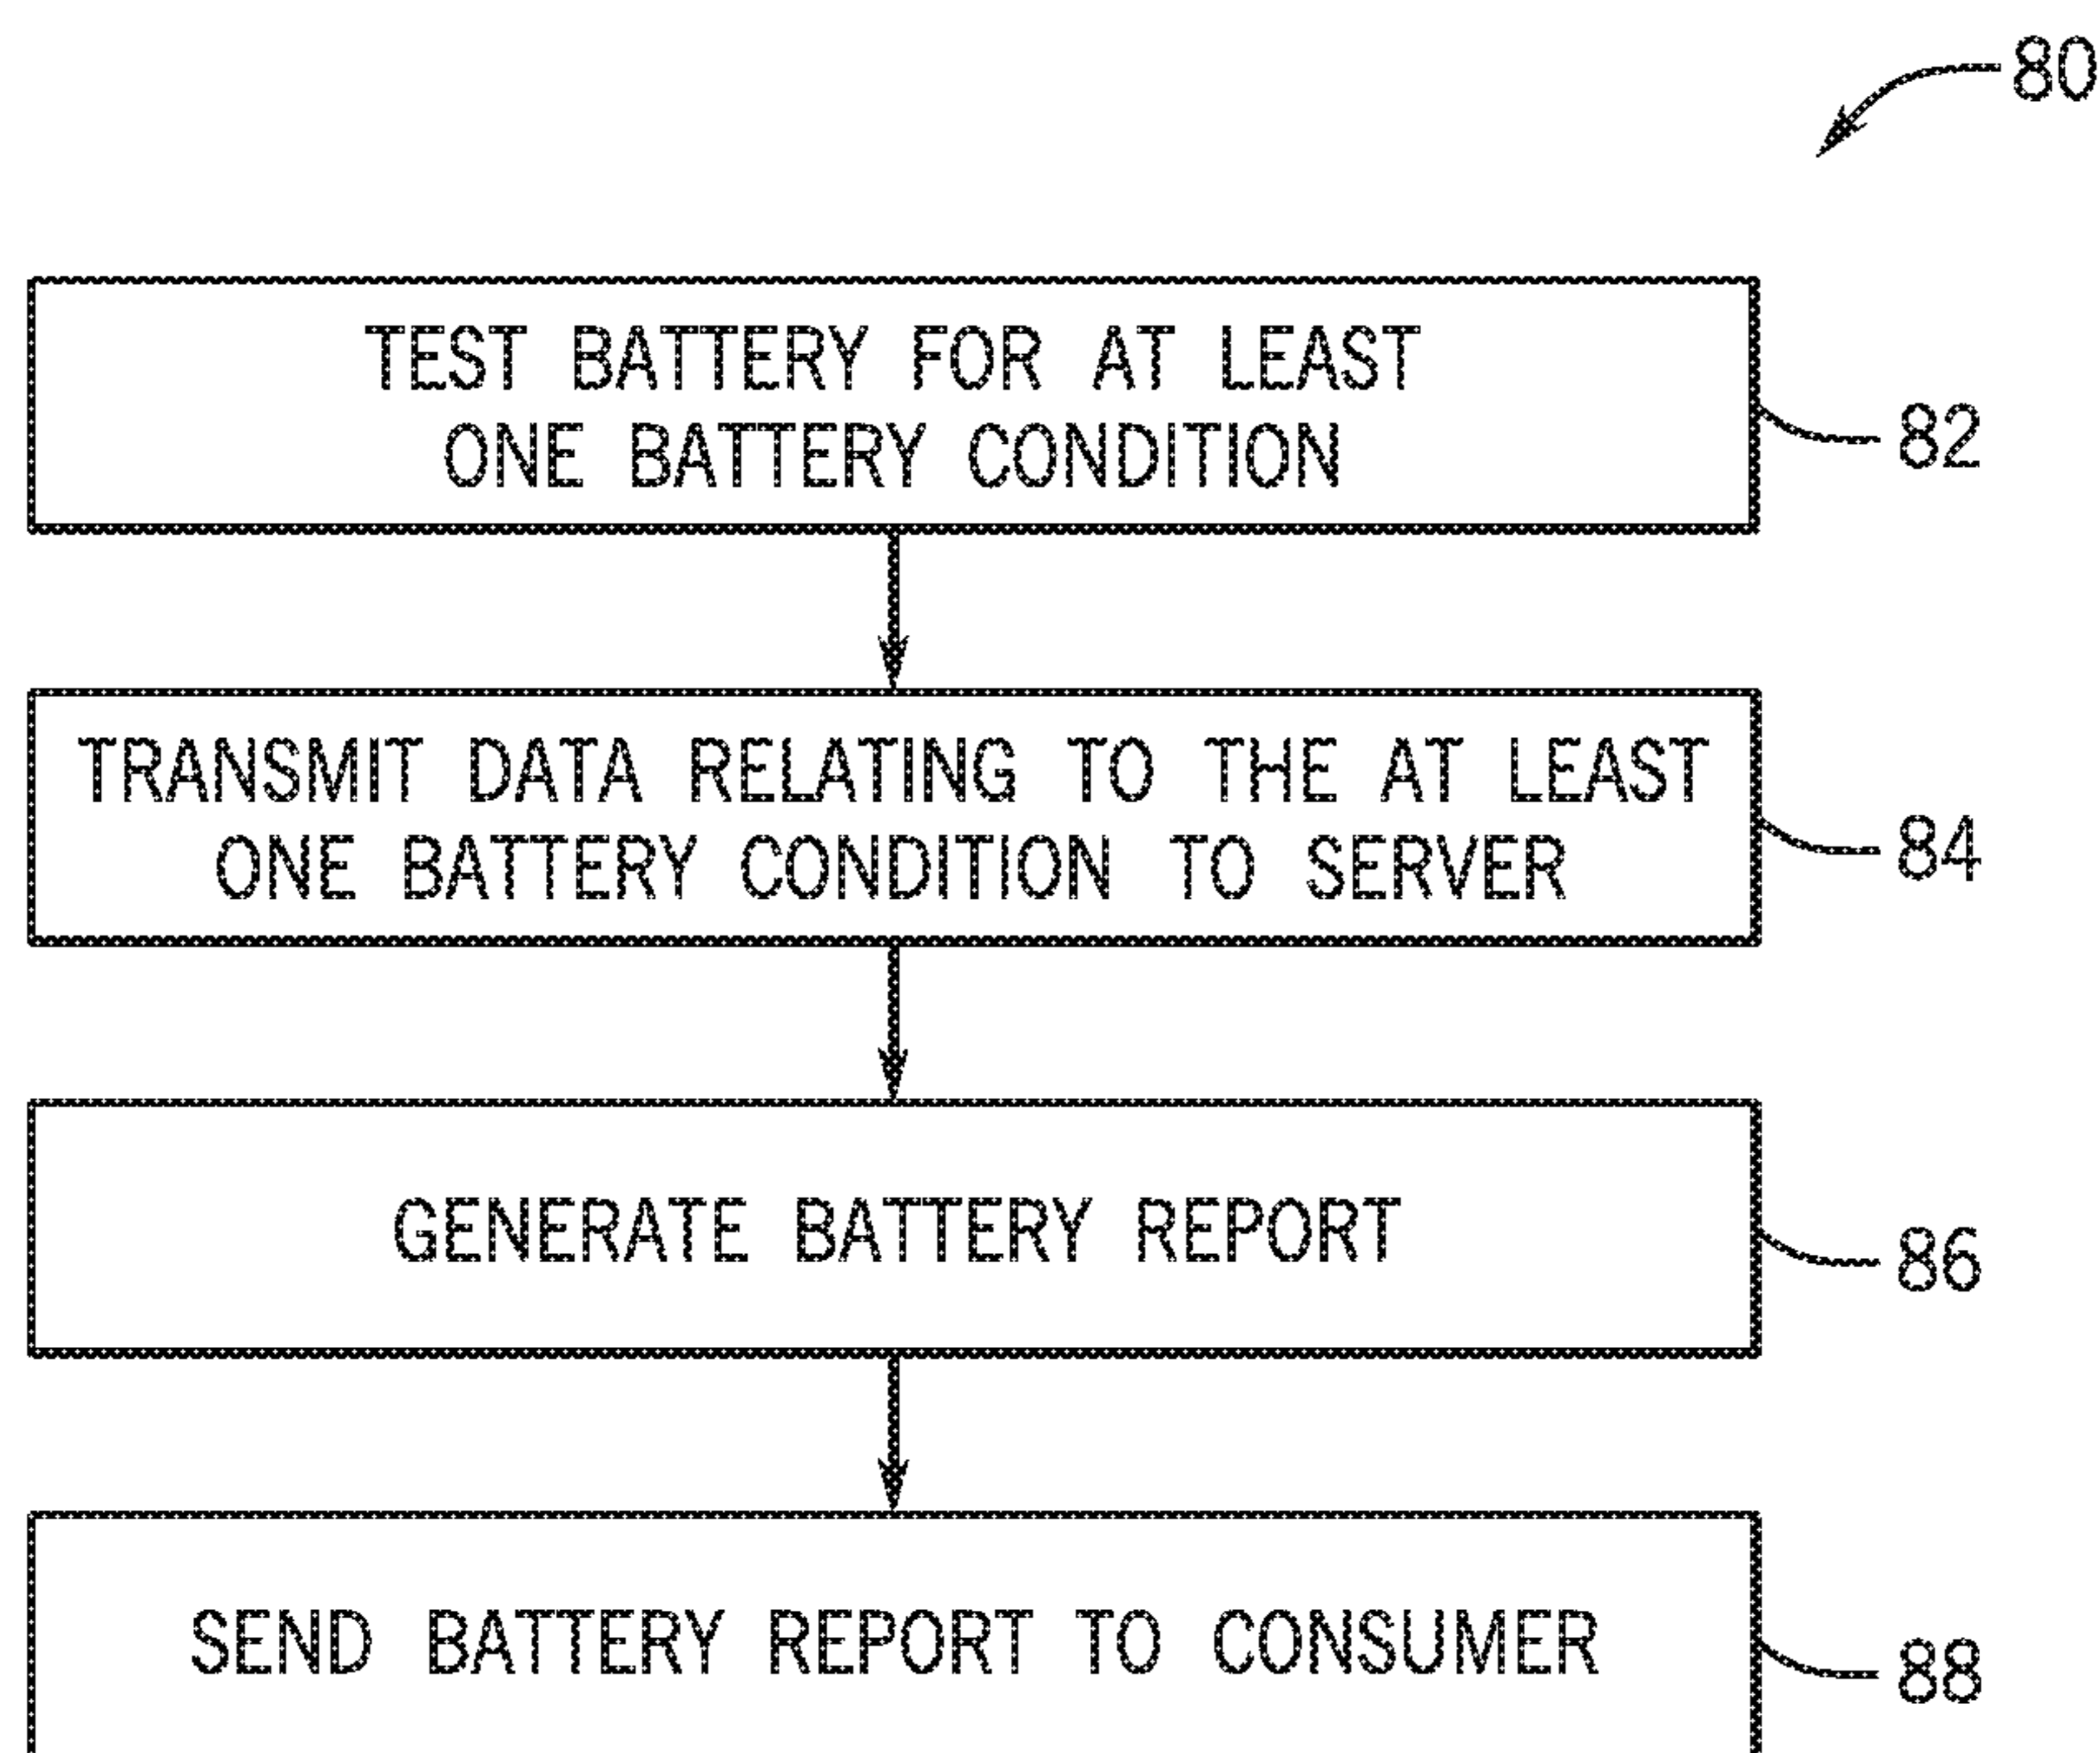 80
TEST BATTERY FOR AT LEAST
ONE BATTERY CONDITION
82
TRANSMIT DATA RELATING TO THE AT LEAST
ONE BATTERY CONDITION TO SERVER
84
GENERATE BATTERY REPORT
86
SEND BATTERY REPORT TO CONSUMER
88